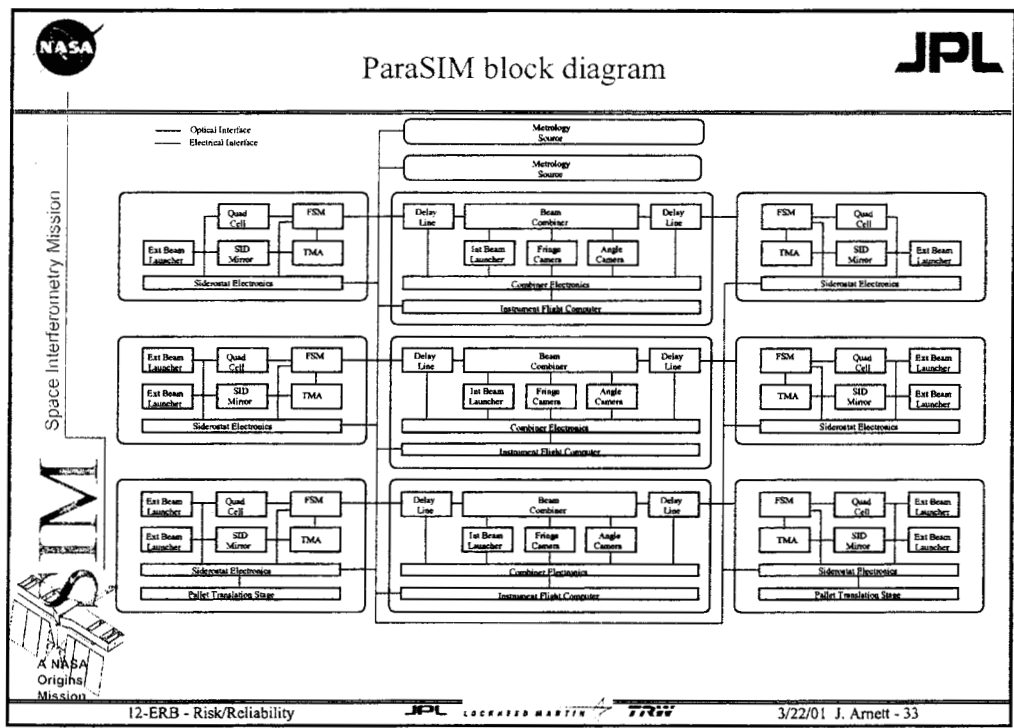 NASA
ParaSIM block diagram
JPL
Optical Interface
Electrical Interface
Metrology
Source
Metrology
Source
Quad
Cell
FSM
Ext Beam
Launcher
SID
Mirror
TMA
Siderostat Electronics
Delay
Line
Beam
Combiner
Delay
Line
Int Beam
Launcher
Fringe
Camera
Angle
Camera
Combiner Electronics
Instrument Flight Computer
FSM
Quad
Cell
TMA
SID
Mirror
Ext Beam
Launcher
Siderostat Electronics
Ext Beam
Launcher
Quad
Cell
FSM
Ext Beam
Launcher
SID
Mirror
TMA
Siderostat Electronics
Delay
Line
Beam
Combiner
Delay
Line
Int Beam
Launcher
Fringe
Camera
Angle
Camera
Combiner Electronics
Instrument Flight Computer
FSM
Quad
Cell
Ext Beam
Launcher
TMA
SID
Mirror
Ext Beam
Launcher
Siderostat Electronics
Ext Beam
Launcher
Quad
Cell
FSM
Ext Beam
Launcher
SID
Mirror
TMA
Siderostat Electronics
Pallet Translation Stage
Delay
Line
Beam
Combiner
Delay
Line
Int Beam
Launcher
Fringe
Camera
Angle
Camera
Combiner Electronics
Instrument Flight Computer
FSM
Quad
Cell
Ext Beam
Launcher
TMA
SID
Mirror
Ext Beam
Launcher
Siderostat Electronics
Pallet Translation Stage
Space Interferometry Mission
SIM
A NASA
Origins
Mission
12-ERB - Risk/Reliability
JPL
LOCKHEED MARTIN
TRW
3/22/01 J. Arnett - 33